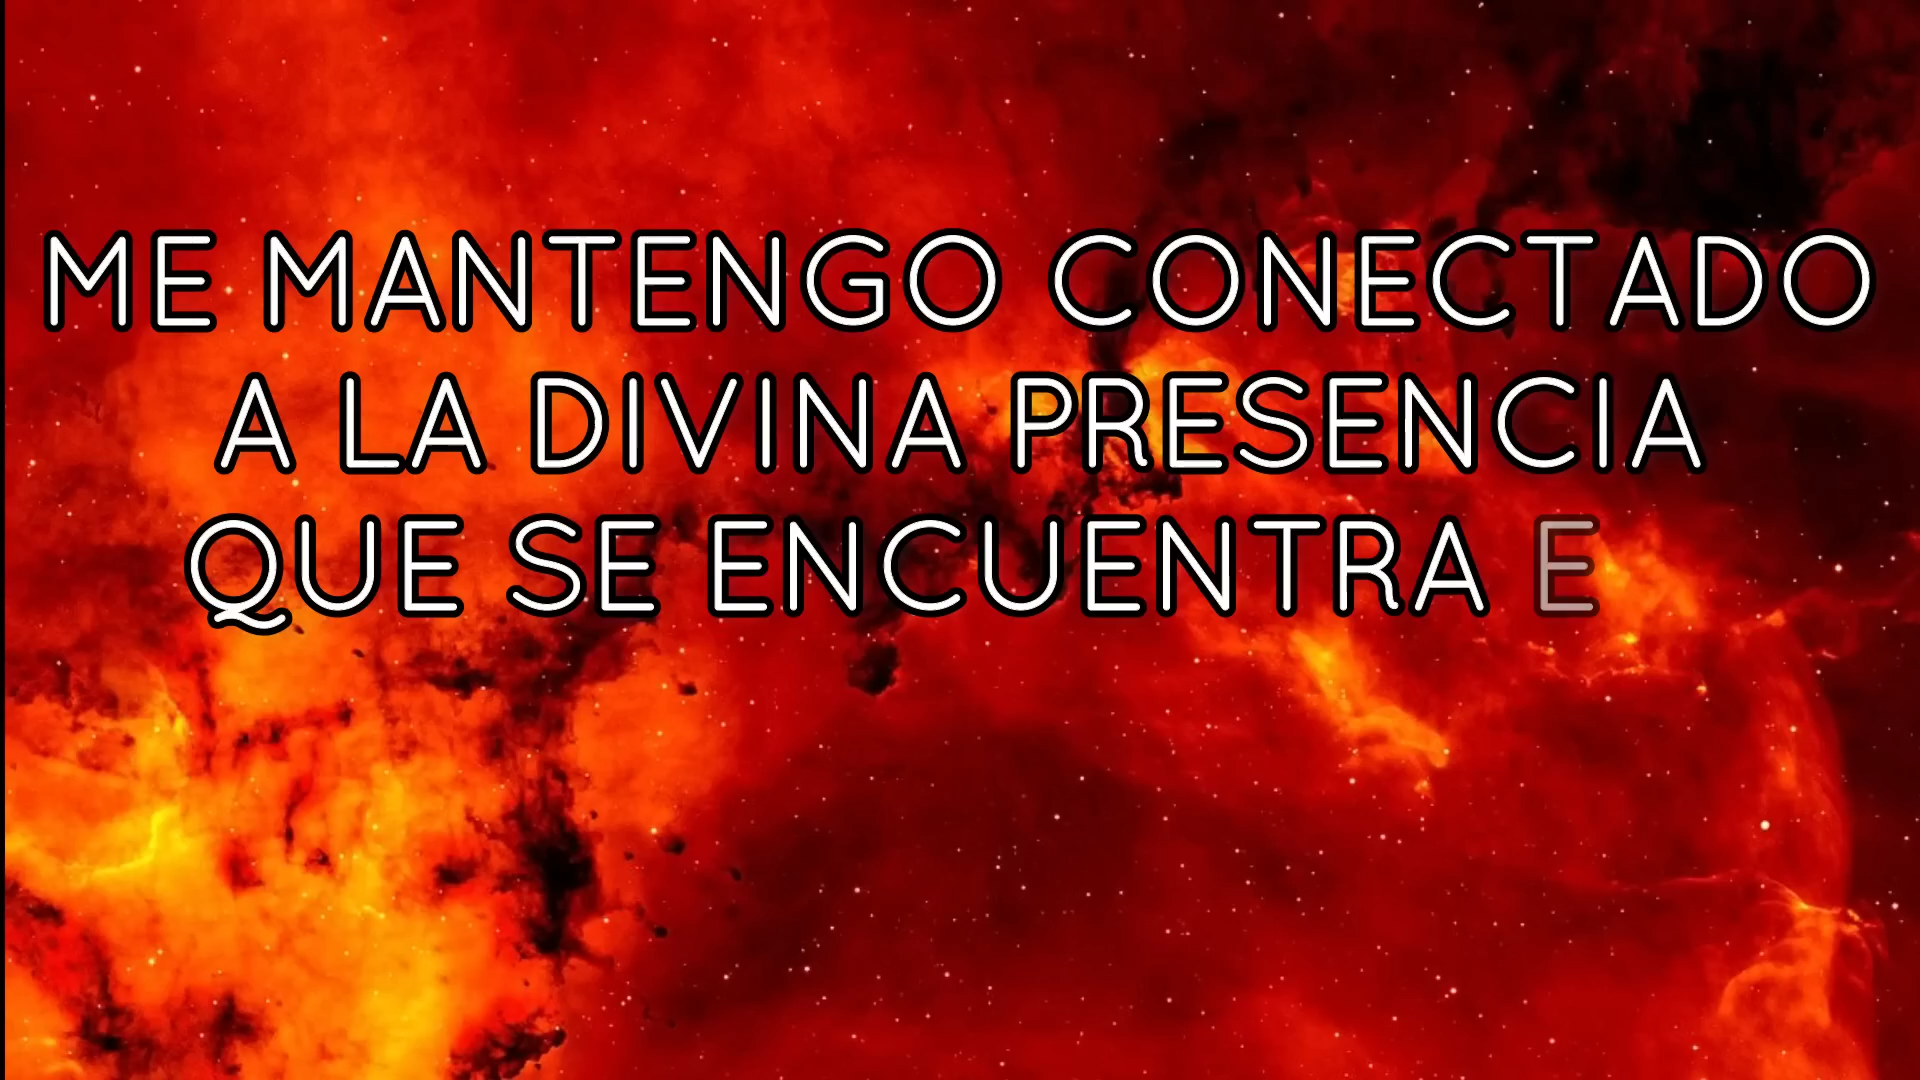 ME MANTENGO CONECTADO
A LA DIVINA PRESENCIA
QUE SE ENCUENTRA E